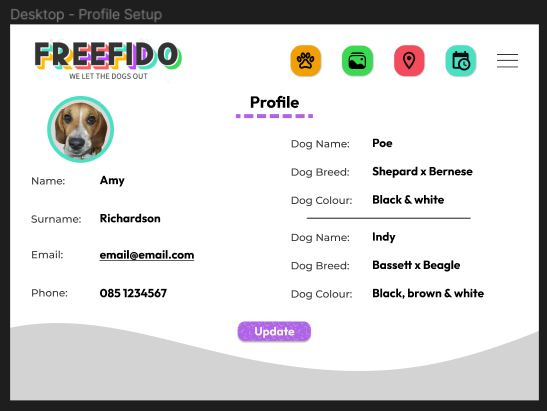 Desktop - Profile Setup
FREEFIDO
WE LET THE DOGS OUT
Profile
Name: Amy
Surname: Richardson
Email: email@email.com
Phone: 085 1234567
Dog Name: Poe
Dog Breed: Shepard x Bernese
Dog Colour: Black & white
Dog Name: Indy
Dog Breed: Bassett x Beagle
Dog Colour: Black, brown & white
Update